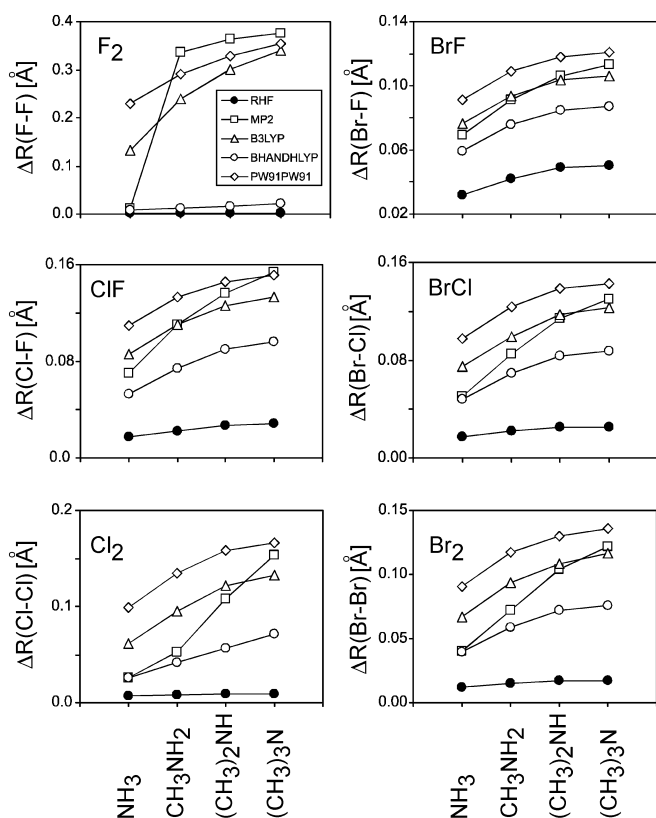 F2
ΔR(F-F) [Å]
0.4
0.3
0.2
0.1
0.0
RHF
MP2
B3LYP
BHANDHLYP
PW91PW91
BrF
ΔR(Br-F) [Å]
0.14
0.10
0.06
0.02
ClF
ΔR(Cl-F) [Å]
0.16
0.08
0.0
BrCl
ΔR(Br-Cl) [Å]
0.16
0.08
0.00
Cl2
ΔR(Cl-Cl) [Å]
0.2
0.1
0.0
Br2
ΔR(Br-Br) [Å]
0.15
0.10
0.05
0.00
NH3
CH3NH2
(CH3)2NH
(CH3)3N
NH3
CH3NH2
(CH3)2NH
(CH3)3N